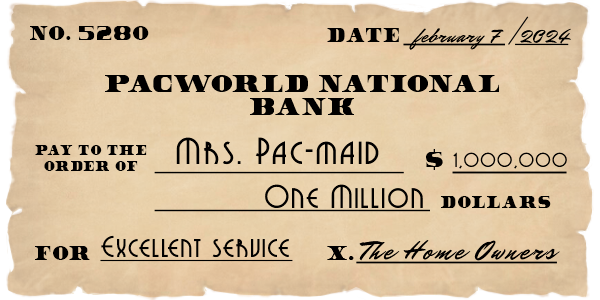 NO. 5280 DATE february 7 / 2024
PACWORLD NATIONAL
BANK
PAY TO THE ORDER OF Mrs. Pac-maid $ 1,000,000
One Million DOLLARS
FOR Excellent service X. The Home Owners